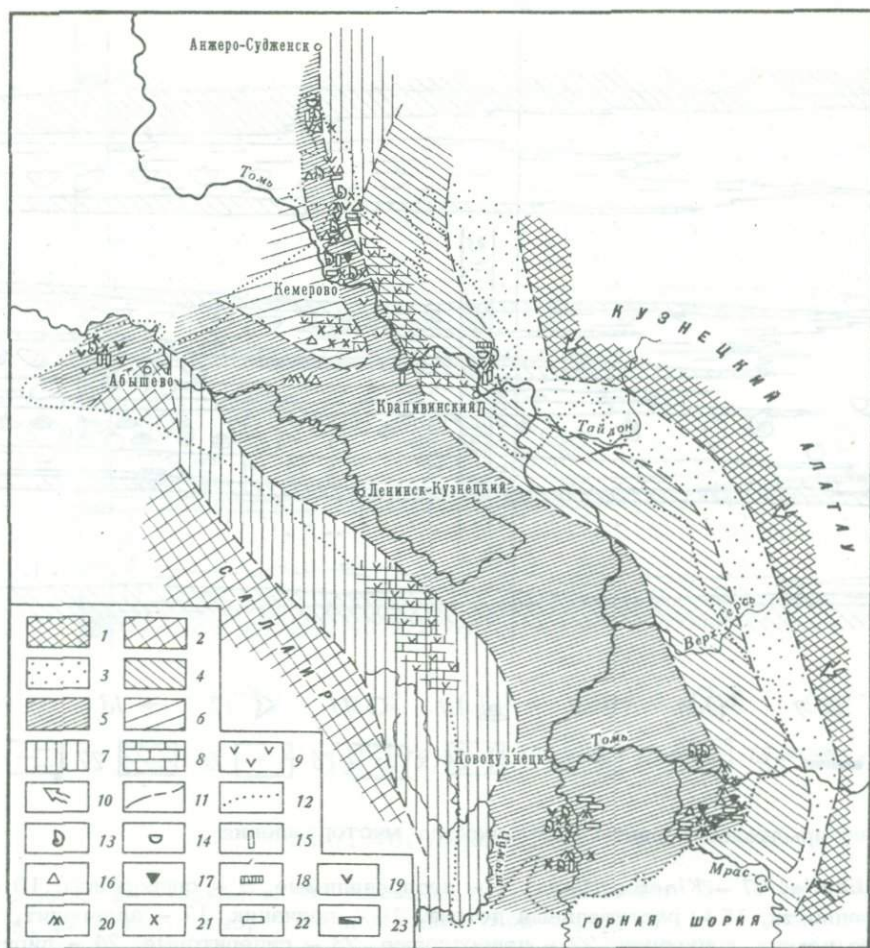 Анжеро-Судженск
Томь
Кемерово
КУЗНЕЦКИЙ АЛАТАУ
Абышево
Крапивинский
Тайдон
Ленинск-Кузнецкий
САЛАИР
Верх. Терсь
Томь
Новокузнецк
Чумыш
Мрас-Су
ГОРНАЯ ШОРИЯ
1 2
3 4
5 6
7 8 9
10 11 12
13 14 15
16 17 18 19
20 21 22 23